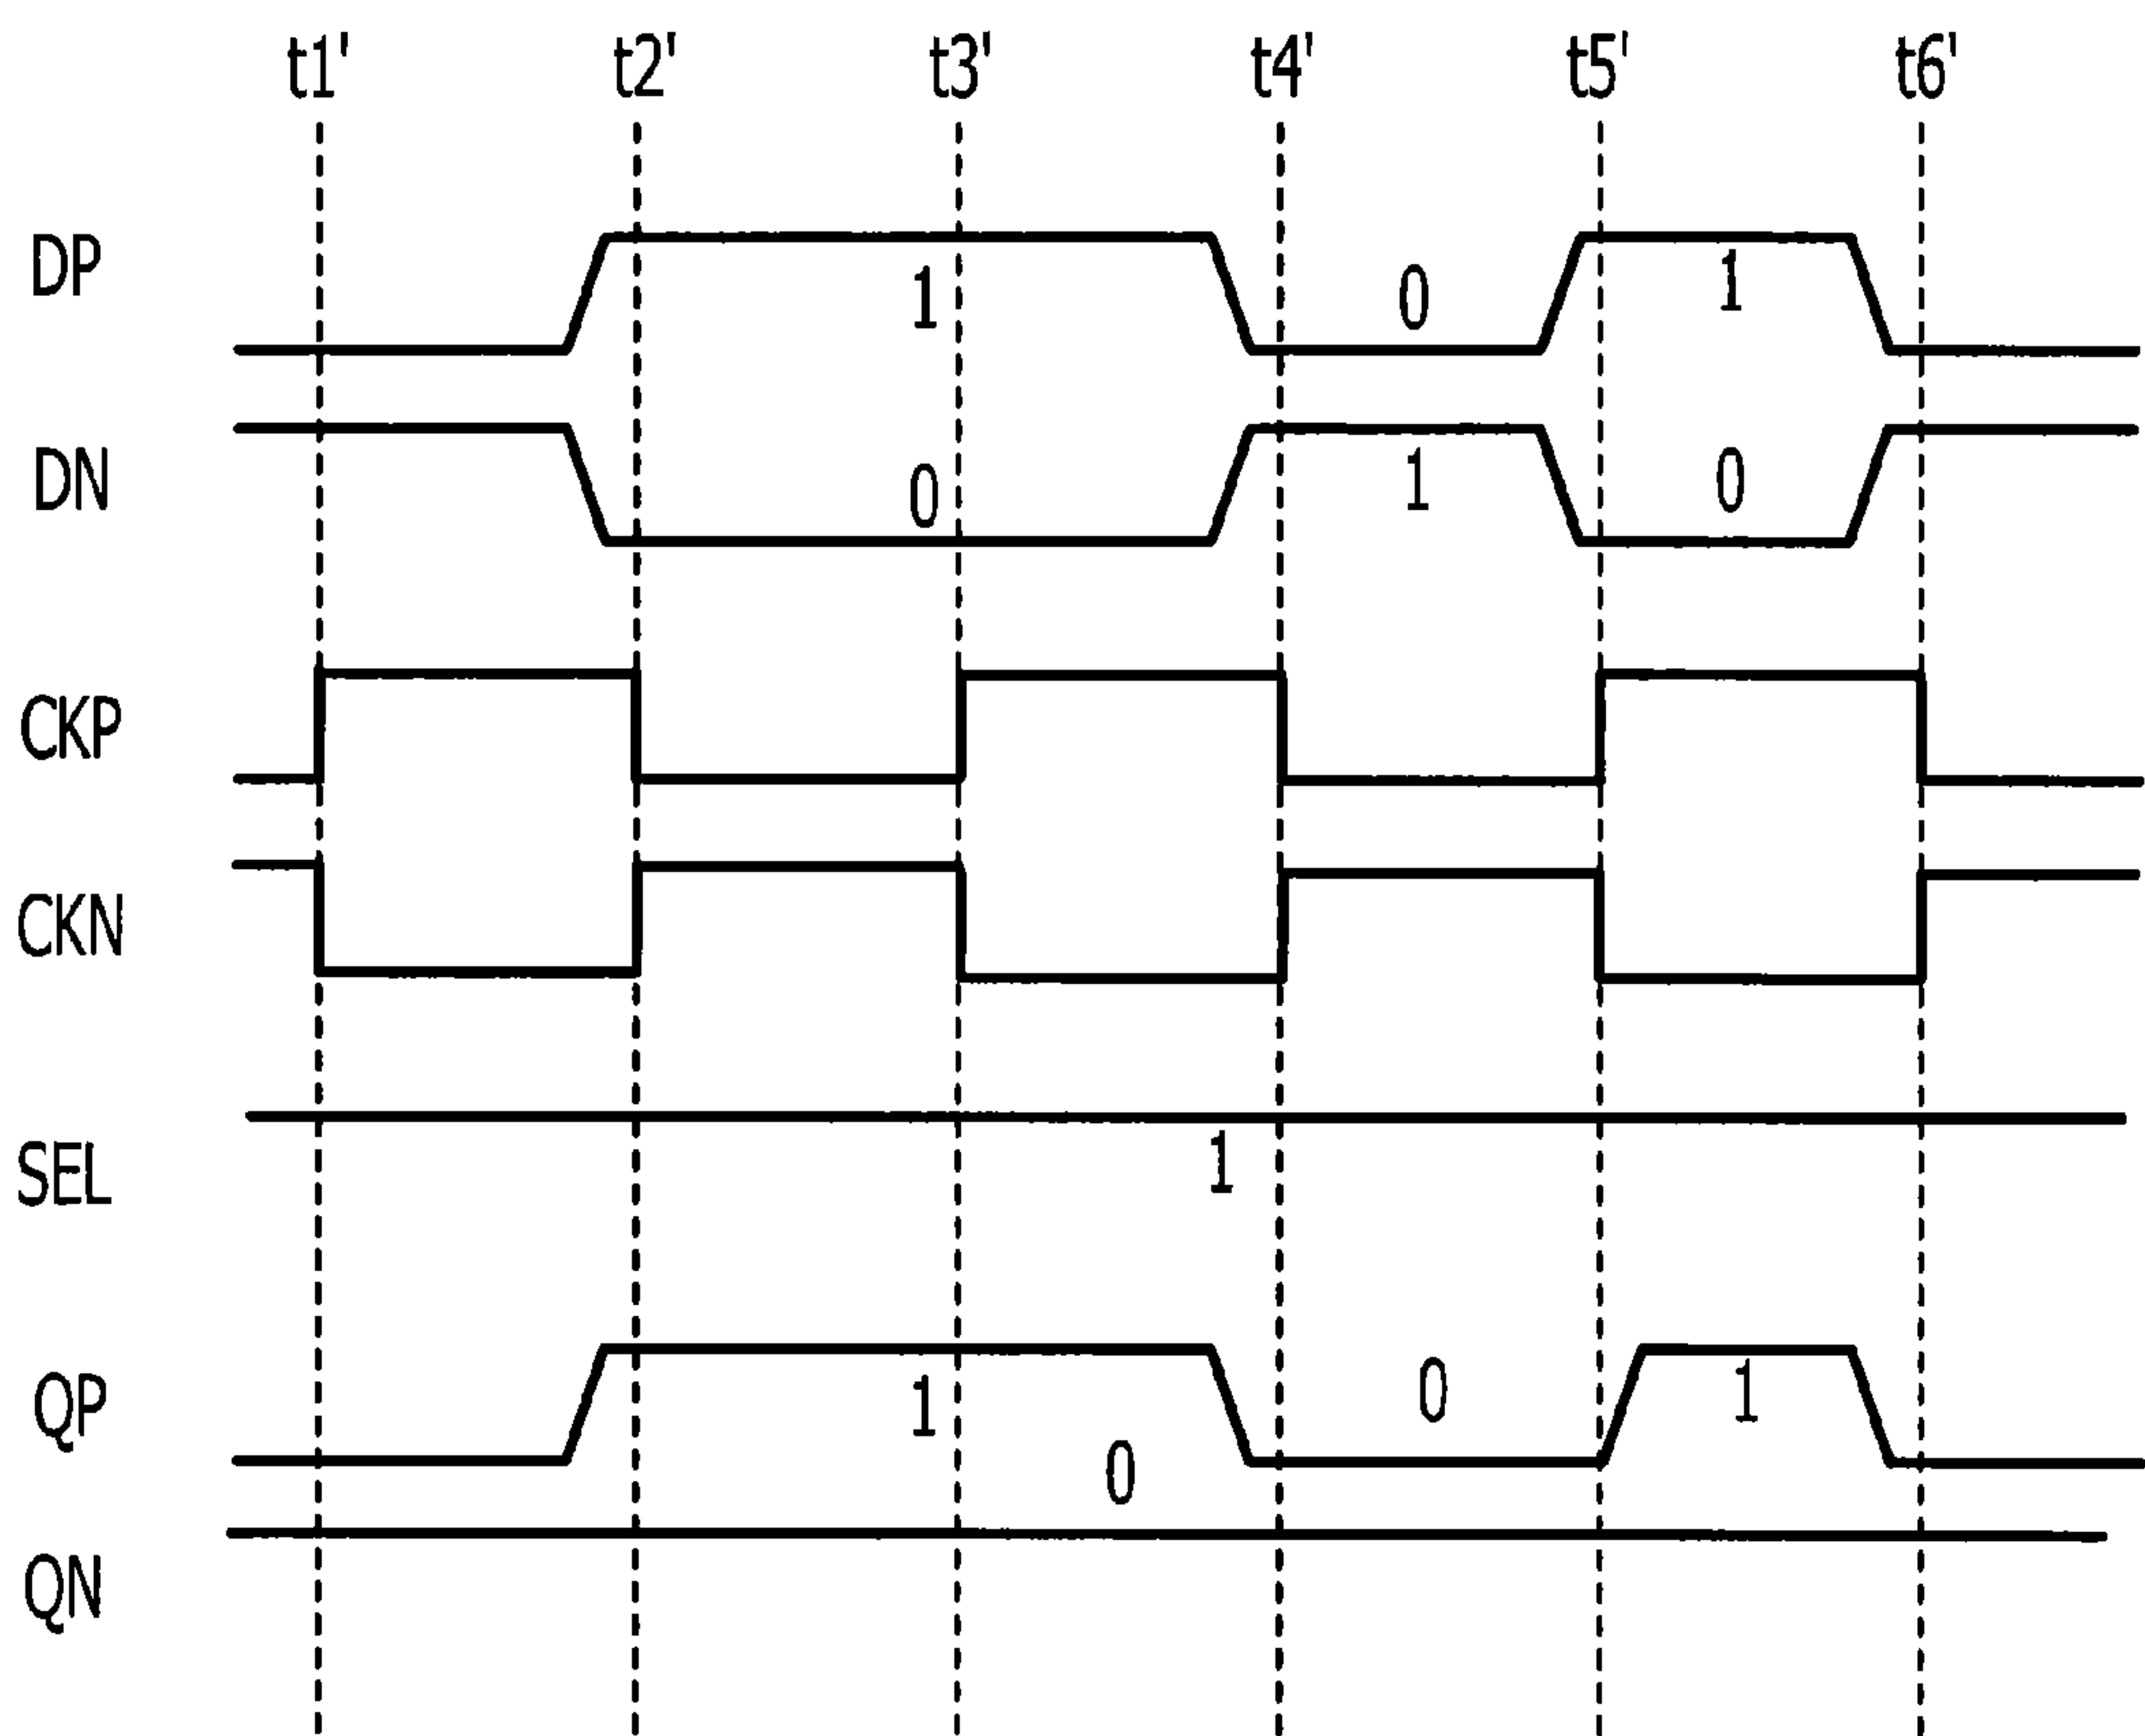 t1' t2' t3' t4' t5' t6'
DP
1 0 1
DN
0 1 0
CKP
CKN
SEL
1
QP
1 0 1
0
QN